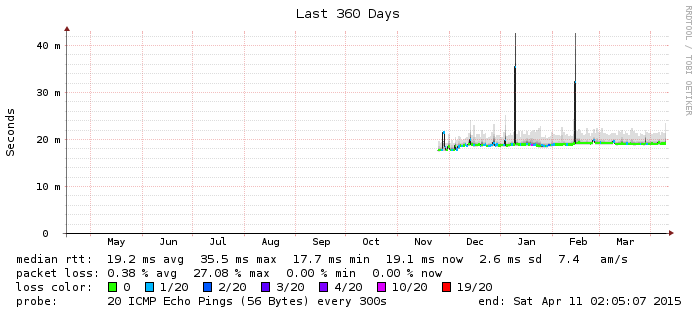 Last 360 Days
RRDTOOL / TOBI OETIKER
Seconds
40 m
30 m
20 m
10 m
0
May Jun Jul Aug Sep Oct Nov Dec Jan Feb Mar
median rtt: 19.2 ms avg 35.5 ms max 17.7 ms min 19.1 ms now 2.6 ms sd 7.4 am/s
packet loss: 0.38 % avg 27.08 % max 0.00 % min 0.00 % now
loss color: 0 1/20 2/20 3/20 4/20 10/20 19/20
probe: 20 ICMP Echo Pings (56 Bytes) every 300s end: Sat Apr 11 02:05:07 2015